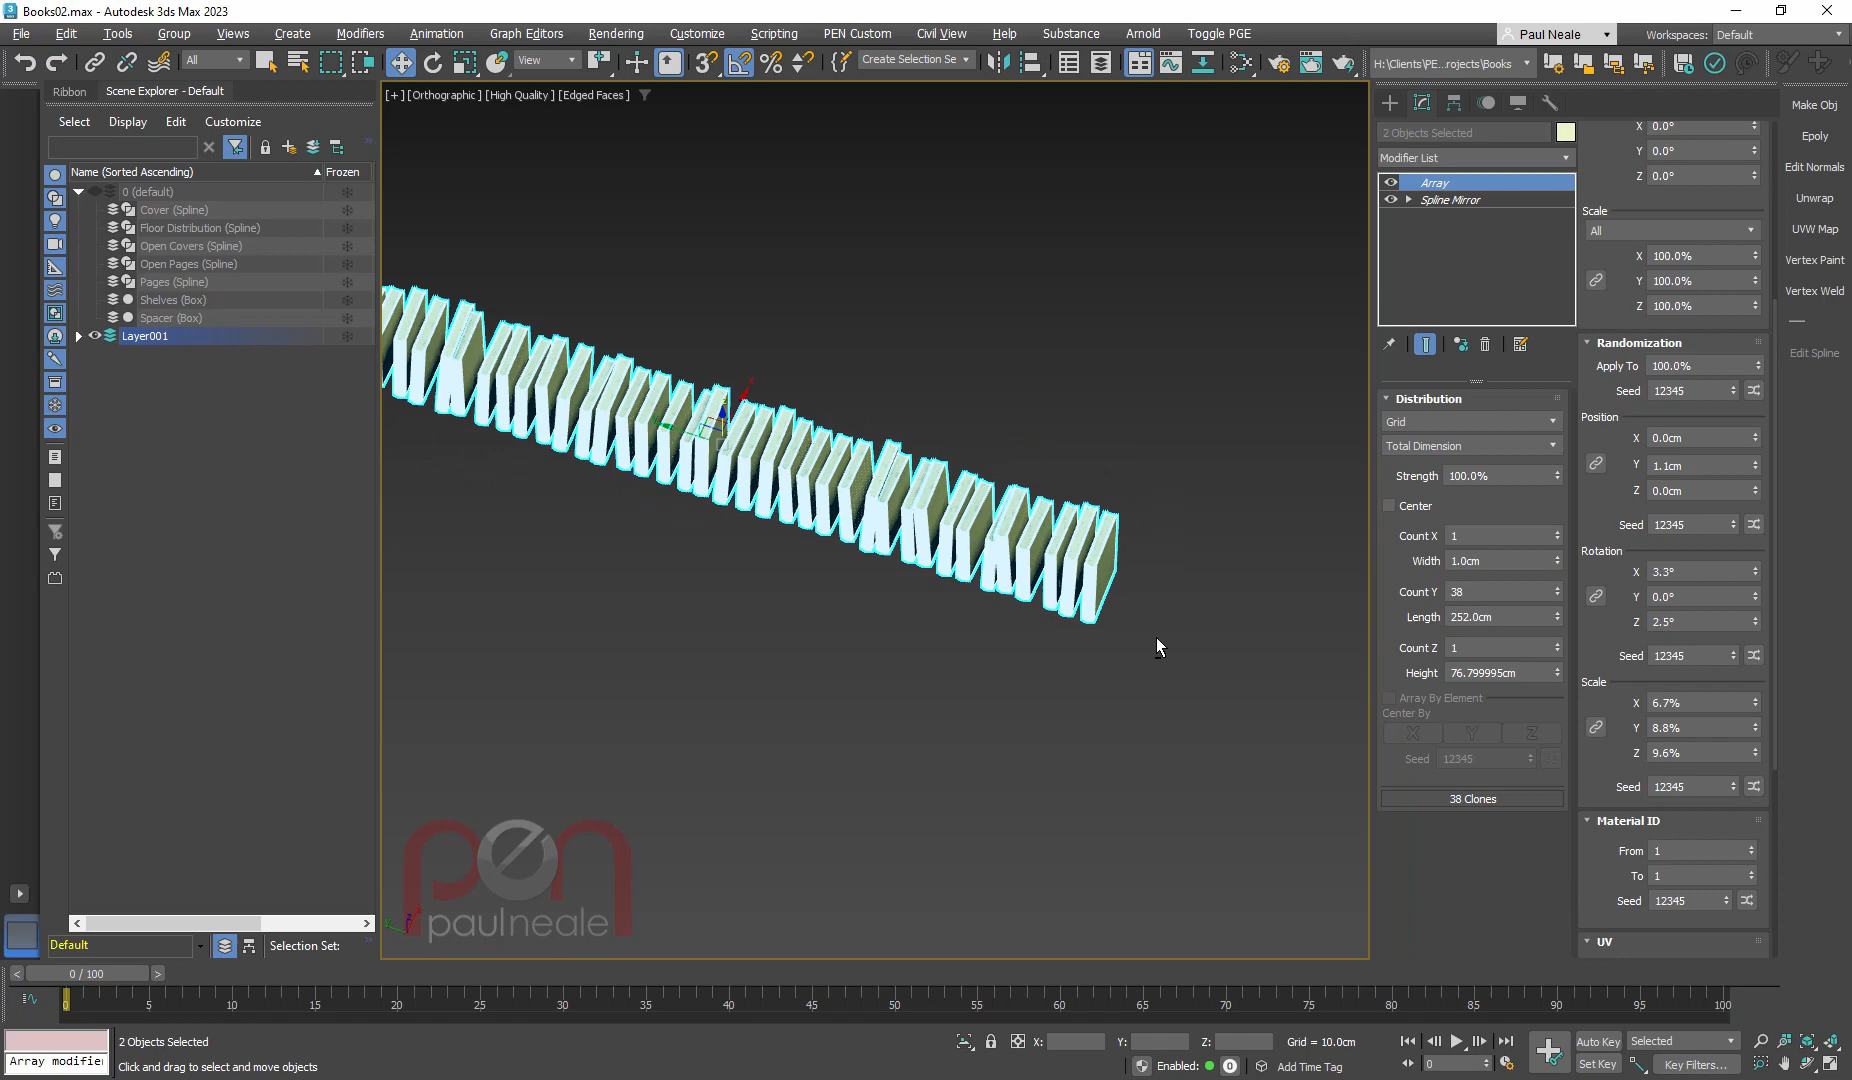 Books02.max - Autodesk 3ds Max 2023
File Edit Tools Group Views Create Modifiers Animation Graph Editors Rendering Customize Scripting PEN Custom Civil View Help Substance Arnold Toggle PGE Paul Neale Workspaces: Default
All View Create Selection Se H:\Clients\PE...rojects\Books
Ribbon Scene Explorer - Default
Select Display Edit Customize
Name (Sorted Ascending) Frozen
0 (default)
Cover (Spline)
Floor Distribution (Spline)
Open Covers (Spline)
Open Pages (Spline)
Pages (Spline)
Shelves (Box)
Spacer (Box)
Layer001
Default Selection Set:
[+] [Orthographic] [High Quality] [Edged Faces]
pen
paulneale
2 Objects Selected
Modifier List
Array
Spline Mirror
Distribution
Grid
Total Dimension
Strength 100.0%
Center
Count X 1
Width 1.0cm
Count Y 38
Length 252.0cm
Count Z 1
Height 76.799995cm
Array By Element
Center By
X Y Z
Seed 12345
38 Clones
X 0.0°
Y 0.0°
Z 0.0°
Scale
All
X 100.0%
Y 100.0%
Z 100.0%
Randomization
Apply To 100.0%
Seed 12345
Position
X 0.0cm
Y 1.1cm
Z 0.0cm
Seed 12345
Rotation
X 3.3°
Y 0.0°
Z 2.5°
Seed 12345
Scale
X 6.7%
Y 8.8%
Z 9.6%
Seed 12345
Material ID
From 1
To 1
Seed 12345
UV
Make Obj
Epoly
Edit Normals
Unwrap
UVW Map
Vertex Paint
Vertex Weld
Edit Spline
< 0 / 100 >
0 5 10 15 20 25 30 35 40 45 50 55 60 65 70 75 80 85 90 95 100
Array modifier
2 Objects Selected
Click and drag to select and move objects
X: Y: Z: Grid = 10.0cm
Enabled: 0 Add Time Tag
0
Auto Key Selected
Set Key Key Filters...